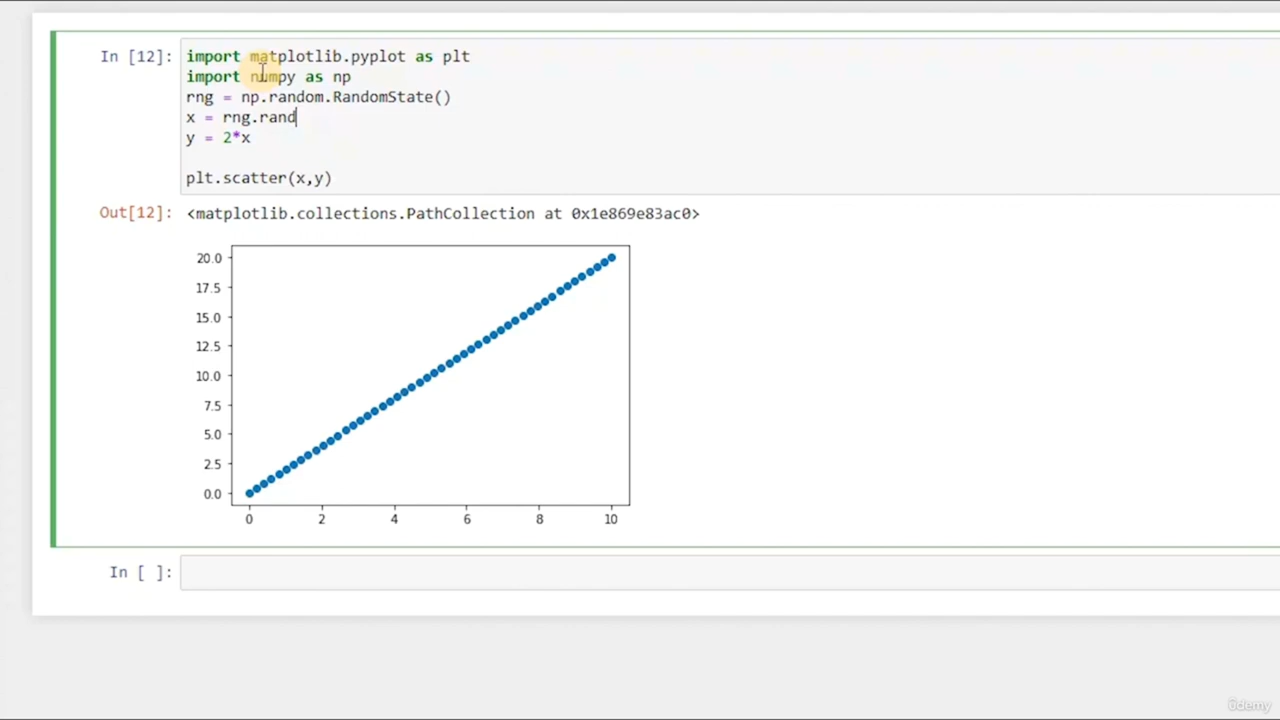 In [12]:
import matplotlib.pyplot as plt
import numpy as np
rng = np.random.RandomState()
x = rng.rand
y = 2*x
plt.scatter(x,y)
Out[12]: <matplotlib.collections.PathCollection at 0x1e869e83ac0>
20.0
17.5
15.0
12.5
10.0
7.5
5.0
2.5
0.0
0 2 4 6 8 10
In [ ]:
ûdemy